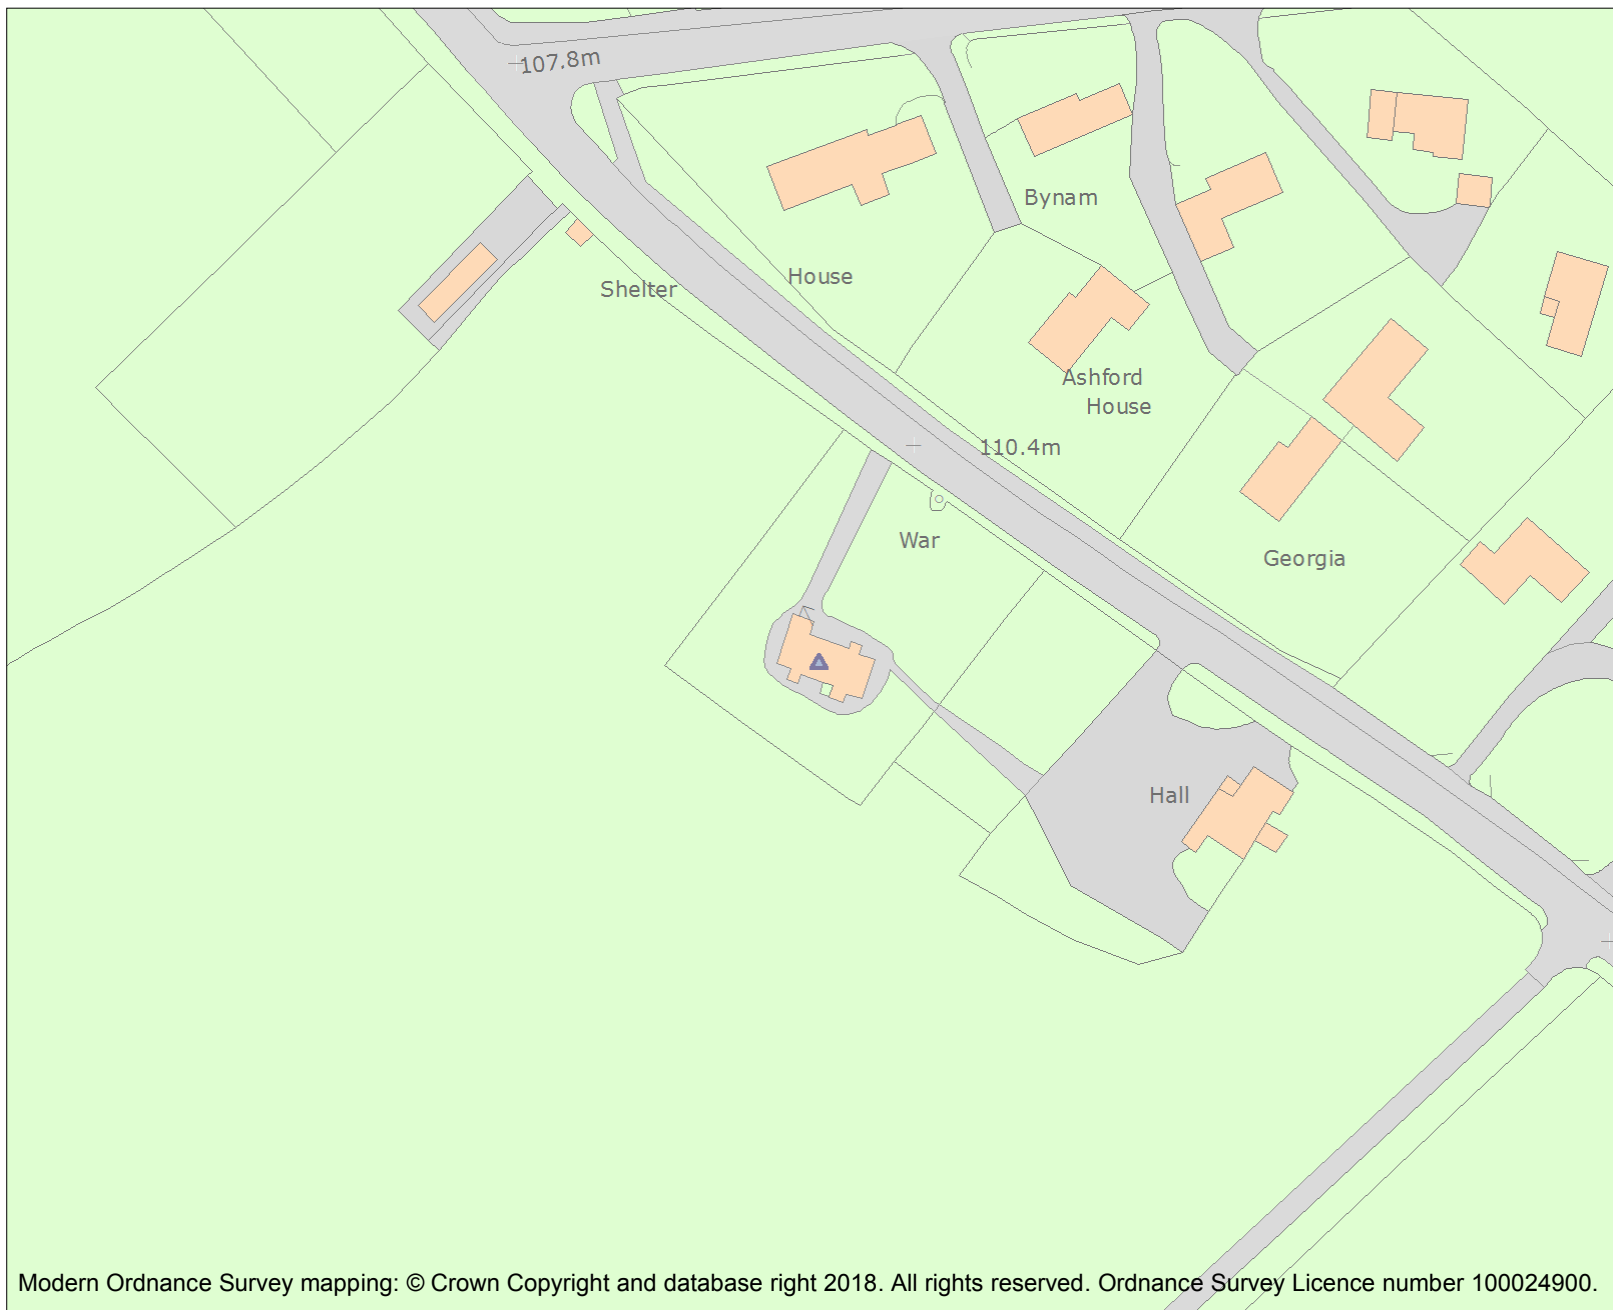 107.8m
Bynam
House
Shelter
Ashford
House
110.4m
War
Georgia
Hall
Modern Ordnance Survey mapping: © Crown Copyright and database right 2018. All rights reserved. Ordnance Survey Licence number 100024900.